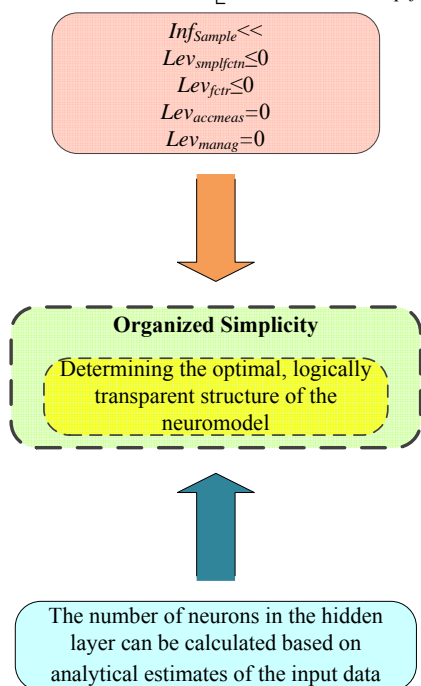 Inf_Sample<<
Lev_smplfctn≤0
Lev_fctr≤0
Lev_accmeas=0
Lev_manag=0
Organized Simplicity
Determining the optimal, logically
transparent structure of the
neuromodel
The number of neurons in the hidden
layer can be calculated based on
analytical estimates of the input data